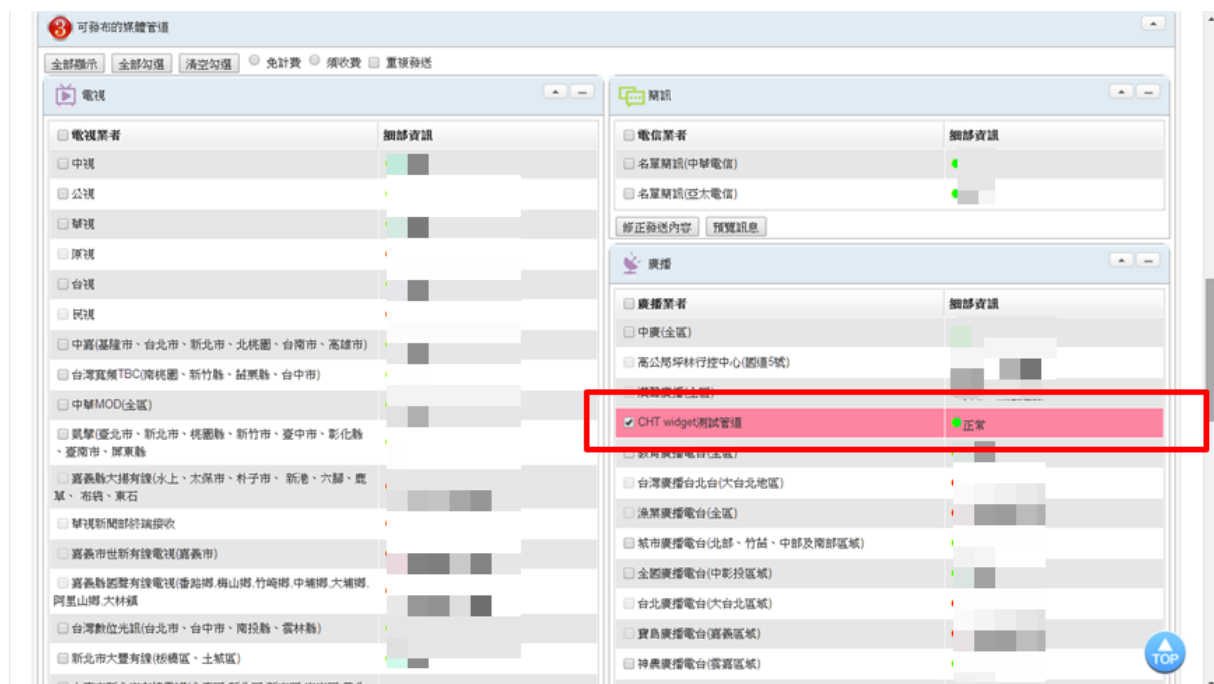 3 可發布的媒體管道
全部顯示 全部勾選 清空勾選 免計費 須收費 重複發送
電視
電視業者 細部資訊
中視
公視
華視
原視
台視
民視
中嘉(基隆市、台北市、新北市、北桃園、台南市、高雄市)
台灣寬頻TBC(南桃園、新竹縣、苗栗縣、台中市)
中華MOD(全區)
凱擘(臺北市、新北市、桃園縣、新竹市、臺中市、彰化縣
、臺南市、屏東縣
嘉義縣大揚有線(水上、太保市、朴子市、 新港、六腳、鹿
草、 布袋、東石
華視新聞部終端接收
嘉義市世新有線電視(嘉義市)
嘉義縣國聲有線電視(番路鄉.梅山鄉.竹崎鄉.中埔鄉.大埔鄉.
阿里山鄉.大林鎮
台灣數位光訊(台北市、台中市、南投縣、雲林縣)
新北市大豐有線(板橋區、土城區)
簡訊
電信業者 細部資訊
名單簡訊(中華電信)
名單簡訊(亞太電信)
修正發送內容 預覽訊息
廣播
廣播業者 細部資訊
中廣(全區)
高公局坪林行控中心(國道5號)
漢聲廣播(全區)
CHT widget測試管道 正常
教育廣播電台(全區)
台灣廣播台北台(大台北地區)
漁業廣播電台(全區)
城市廣播電台(北部、竹苗、中部及南部區域)
全國廣播電台(中彰投區域)
台北廣播電台(大台北區域)
寶島廣播電台(嘉義區域)
神農廣播電台(雲嘉區域)
TOP